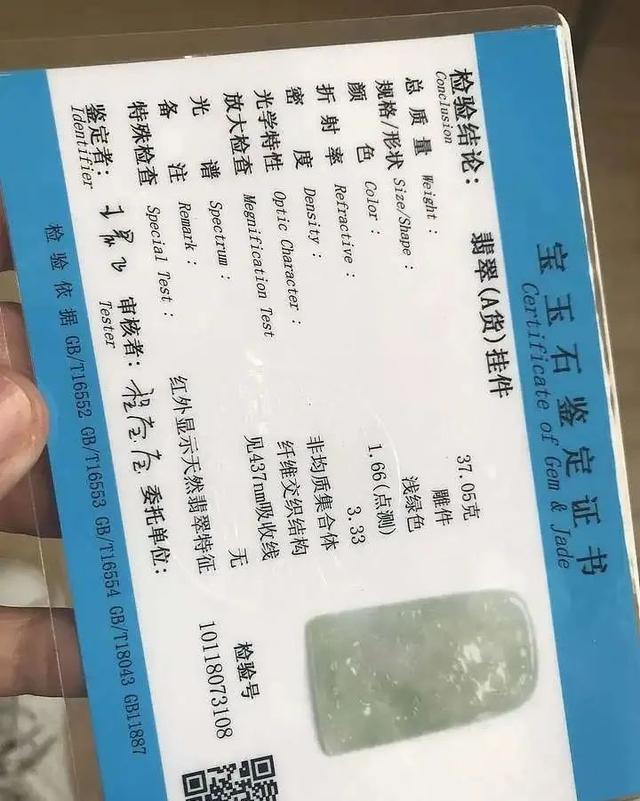 宝玉石鉴定证书
Certificate of Gem & Jade
检验结论: 翡翠(A货)挂件
Conclusion
总质量 Weight: 37.05克
规格/形状 Size/Shape: 雕件
颜色 Color: 浅绿色
折射率 Refractive: 1.66(点测)
密度 Density: 3.33
光学特性 Optic Character: 非均质集合体
放大检查 Megnification Test 纤维交织结构
光谱 Spectrum: 见437nm吸收线
备注 Remark: 无
特殊检查 Special Test: 红外显示天然翡翠特征
鉴定者: 审核者: 委托单位:
Identifier Tester
检验号
10118073108
检验依据 GB/T16552 GB/T16553 GB/T16554 GB/T18043 GB11887